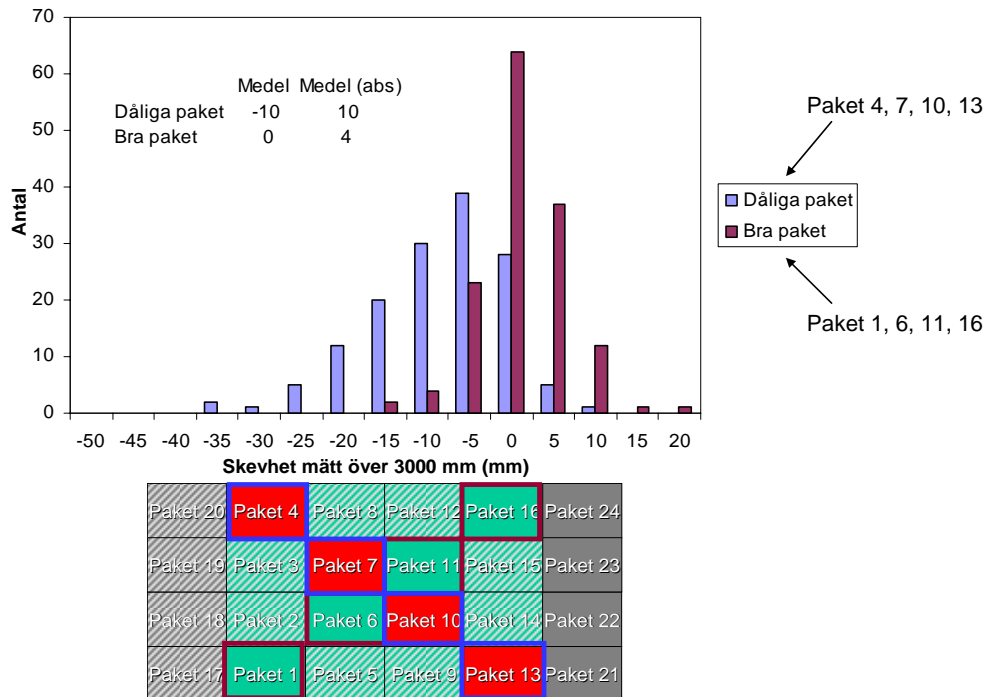 70
60
50
40
30
20
10
0
Antal
Medel Medel (abs)
Dåliga paket -10 10
Bra paket 0 4
-50 -45 -40 -35 -30 -25 -20 -15 -10 -5 0 5 10 15 20
Skevhet mätt över 3000 mm (mm)
Paket 4, 7, 10, 13
Dåliga paket
Bra paket
Paket 1, 6, 11, 16
Paket 20 Paket 4 Paket 8 Paket 12 Paket 16 Paket 24
Paket 19 Paket 3 Paket 7 Paket 11 Paket 15 Paket 23
Paket 18 Paket 2 Paket 6 Paket 10 Paket 14 Paket 22
Paket 17 Paket 1 Paket 5 Paket 9 Paket 13 Paket 21